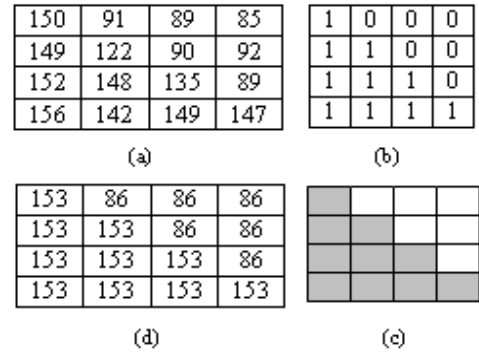 150 91 89 85
149 122 90 92
152 148 135 89
156 142 149 147
(a)
1 0 0 0
1 1 0 0
1 1 1 0
1 1 1 1
(b)
153 86 86 86
153 153 86 86
153 153 153 86
153 153 153 153
(d)
(c)